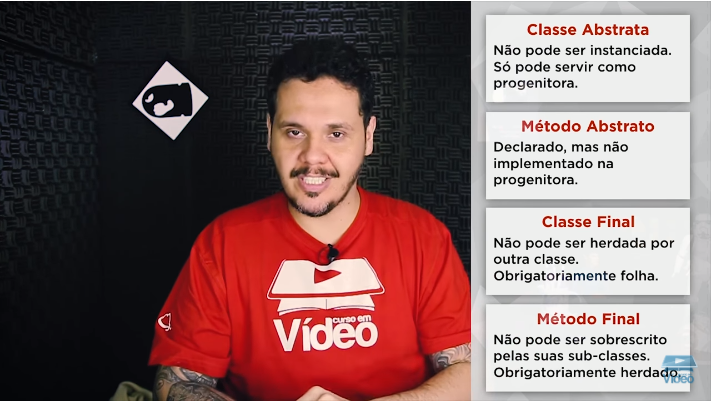 Classe Abstrata
Não pode ser instanciada.
Só pode servir como
progenitora.
Método Abstrato
Declarado, mas não
implementado na
progenitora.
Classe Final
Não pode ser herdada por
outra classe.
Obrigatoriamente folha.
Método Final
Não pode ser sobrescrito
pelas suas sub-classes.
Obrigatoriamente herdado.
curso em
Vídeo
Vídeo